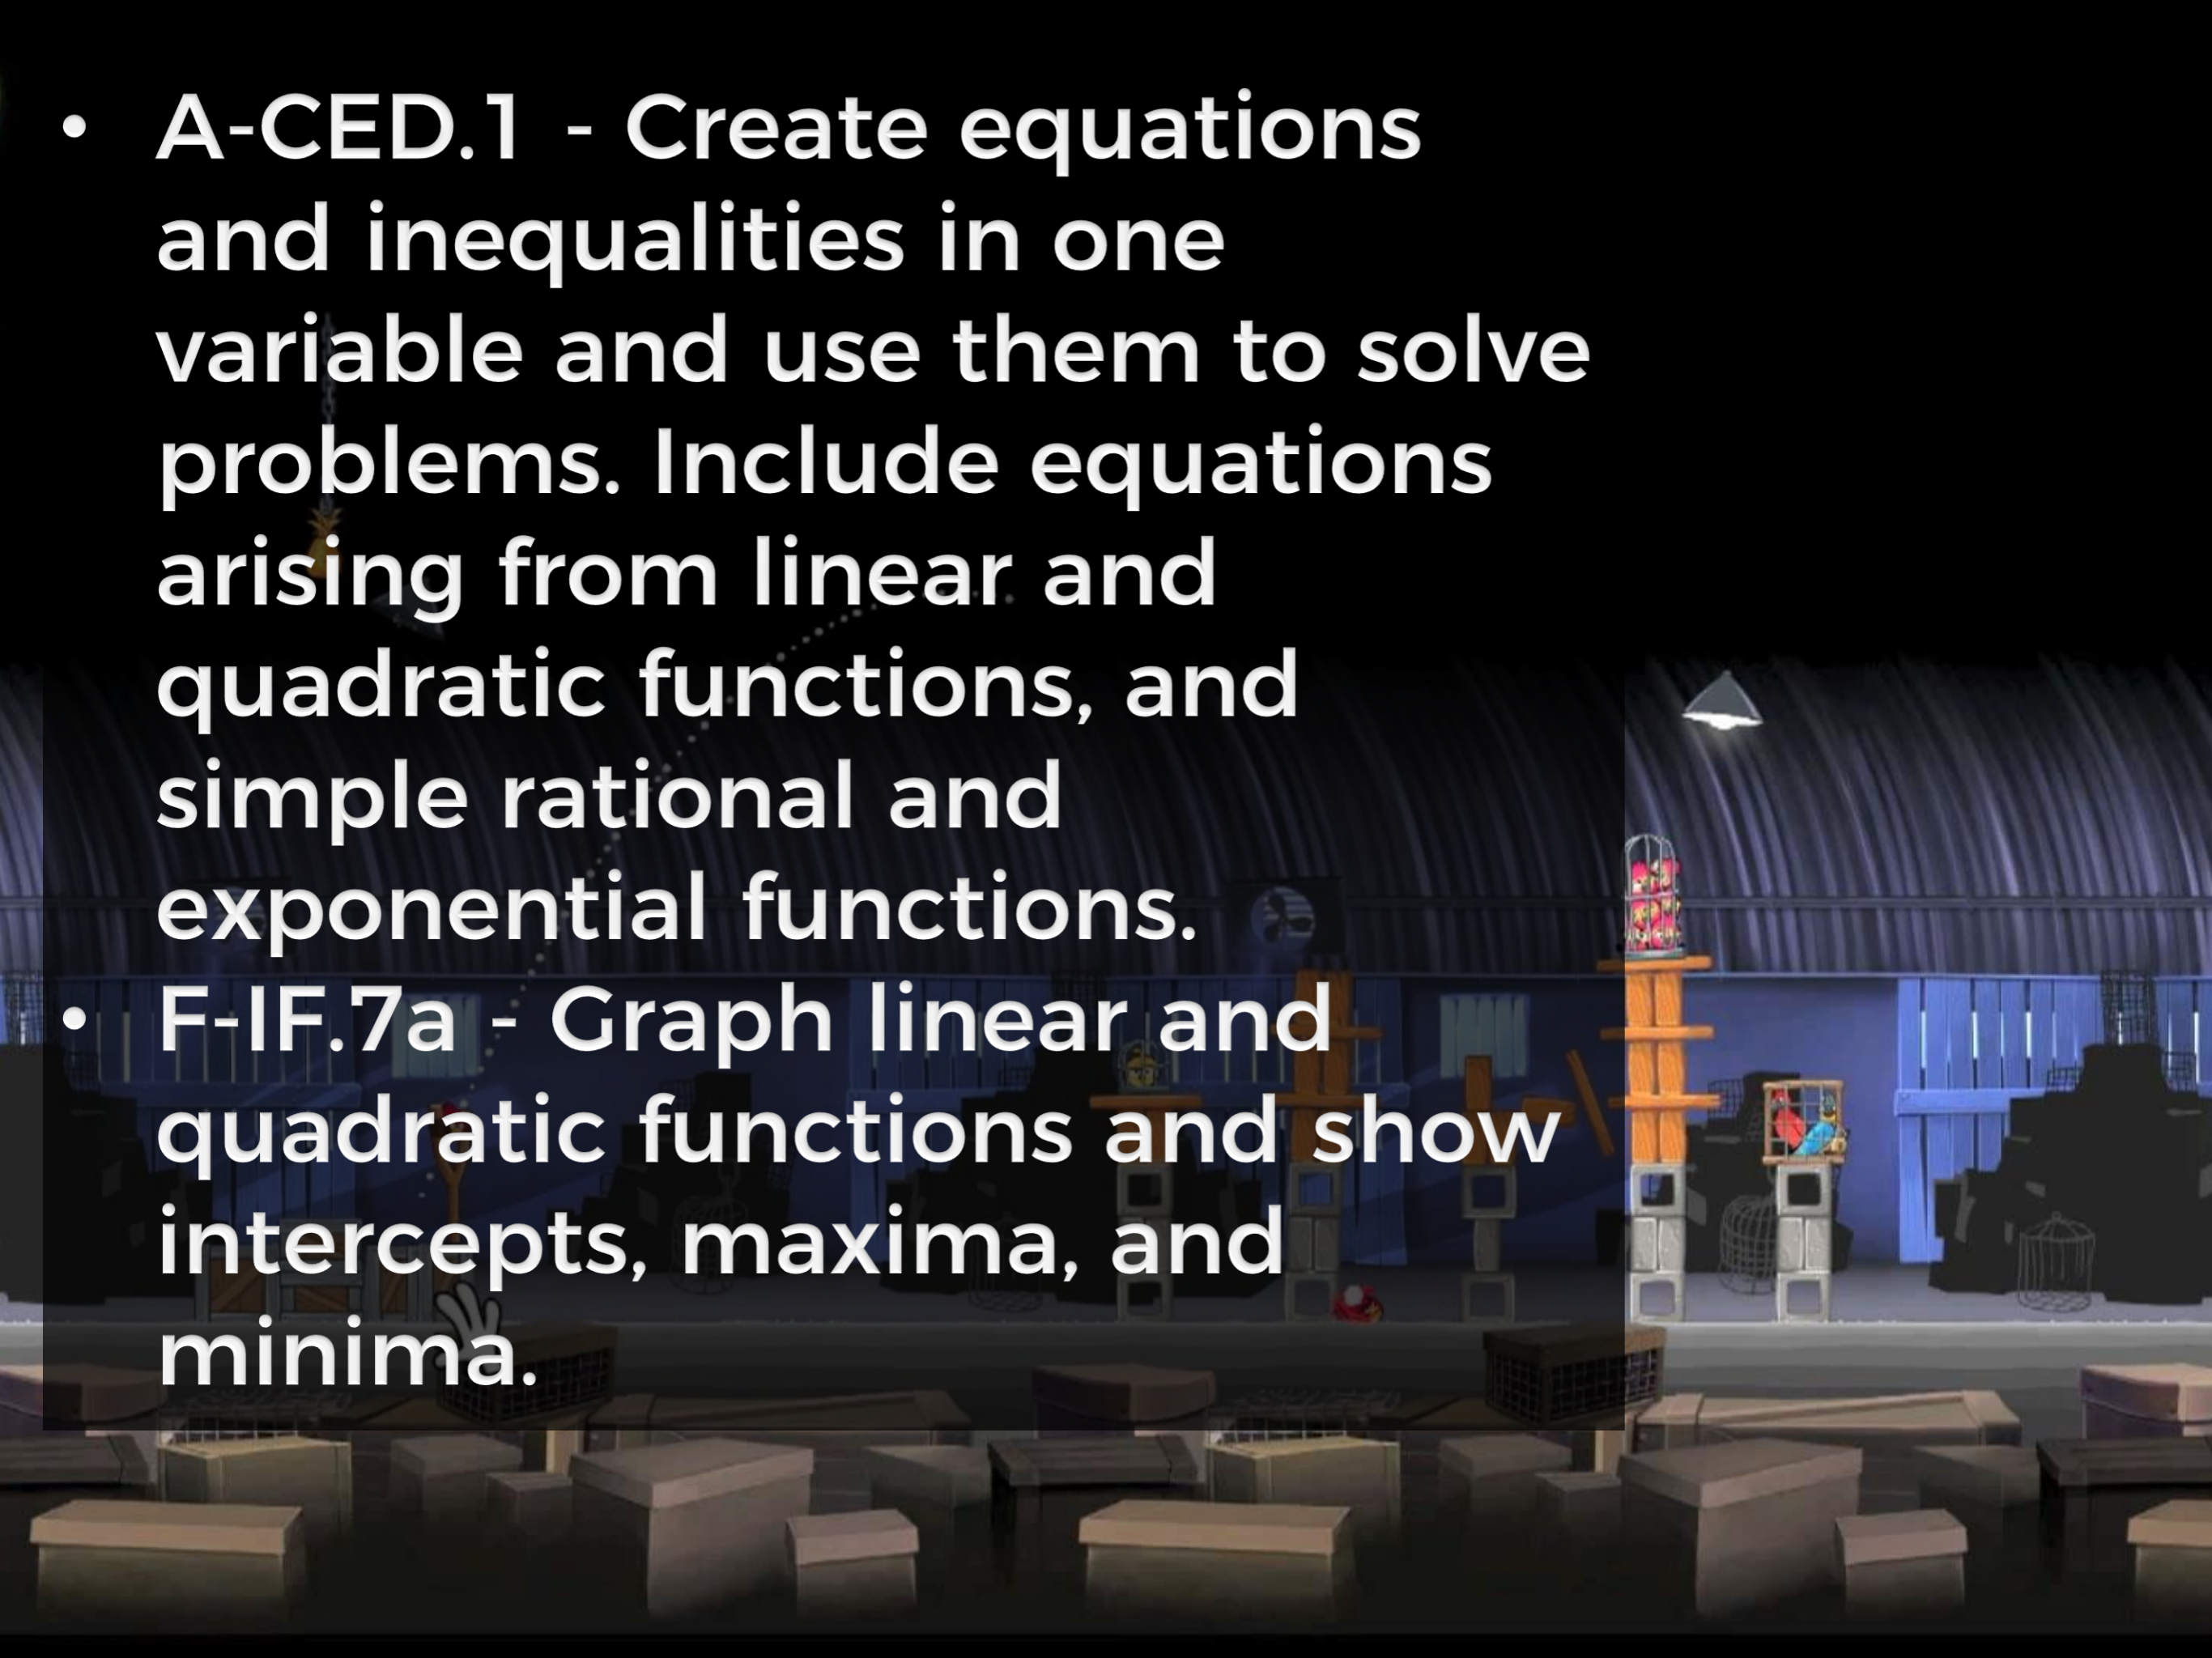 • A-CED.1 - Create equations
and inequalities in one
variable and use them to solve
problems. Include equations
arising from linear and
quadratic functions, and
simple rational and
exponential functions.
• F-IF.7a - Graph linear and
quadratic functions and show
intercepts, maxima, and
minima.